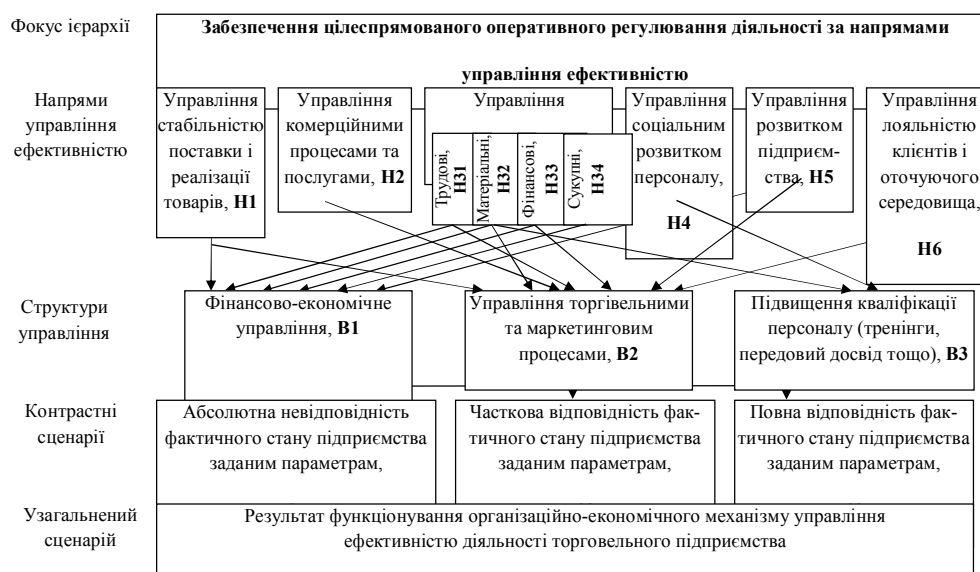 Фокус ієрархії
Забезпечення цілеспрямованого оперативного регулювання діяльності за напрямами
управління ефективністю
Напрями
управління
ефективністю
Управління
стабільністю
поставки і
реалізації
товарів, Н1
Управління
комерційними
процесами та
послугами, Н2
Управління
Трудові,
Н31
Матеріальні,
Н32
Фінансові,
Н33
Сукупні,
Н34
Управління
соціальним
розвитком
персоналу,
Н4
Управління
розвитком
підприєм-
ства, Н5
Управління
лояльністю
клієнтів і
оточуючого
середовища,
Н6
Структури
управління
Фінансово-економічне
управління, В1
Управління торгівельними
та маркетинговим
процесами, В2
Підвищення кваліфікації
персоналу (тренінги,
передовий досвід тощо), В3
Контрастні
сценарії
Абсолютна невідповідність
фактичного стану підприємства
заданим параметрам,
Часткова відповідність фак-
тичного стану підприємства
заданим параметрам,
Повна відповідність фак-
тичного стану підприємства
заданим параметрам,
Узагальнений
сценарій
Результат функціонування організаційно-економічного механізму управління
ефективністю діяльності торговельного підприємства